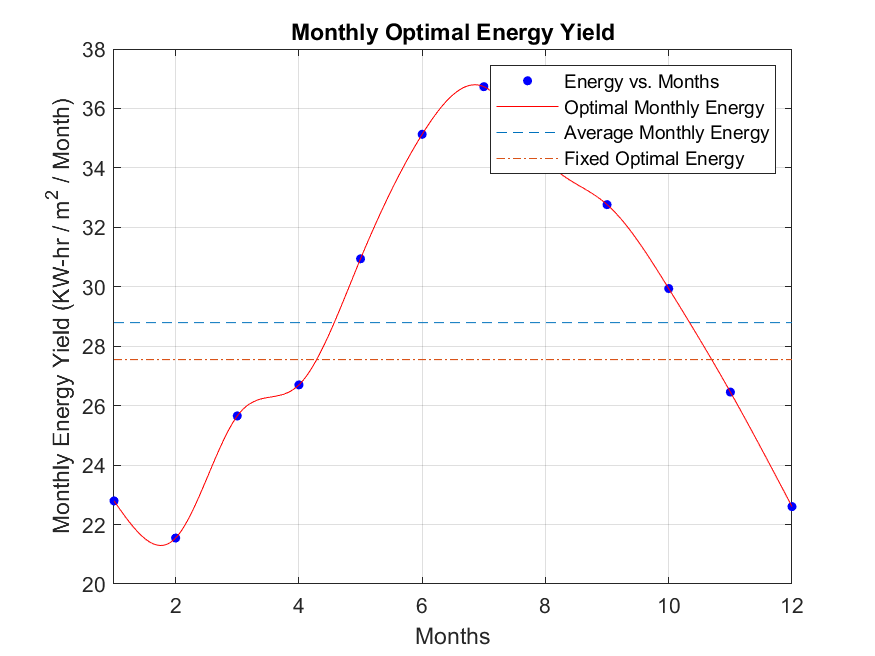 Monthly Optimal Energy Yield
Monthly Energy Yield (KW-hr / m² / Month)
38
36
34
32
30
28
26
24
22
20
Energy vs. Months
Optimal Monthly Energy
Average Monthly Energy
Fixed Optimal Energy
2
4
6
8
10
12
Months